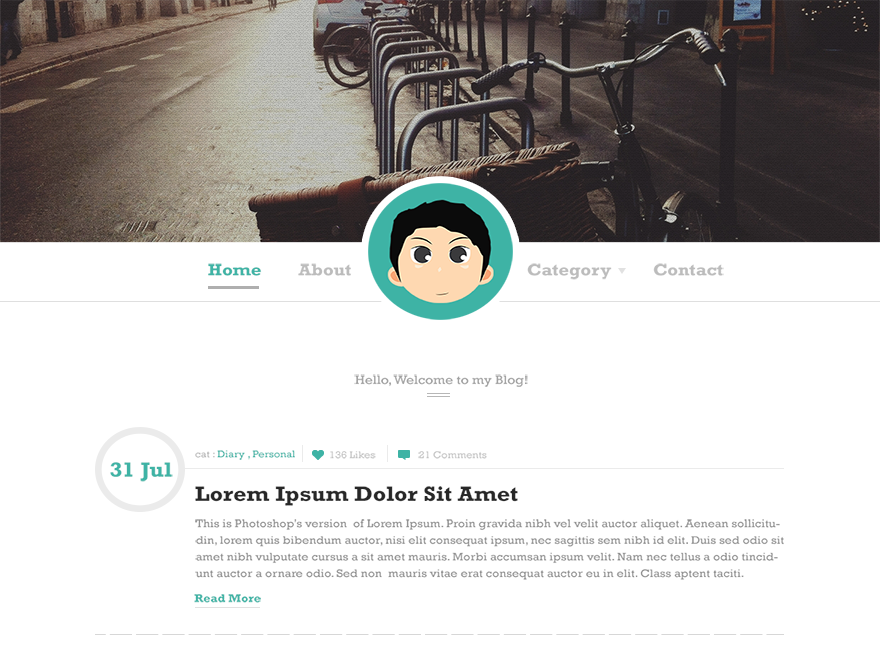 Home About Category Contact
Hello, Welcome to my Blog!
31 Jul
cat : Diary , Personal 136 Likes 21 Comments
Lorem Ipsum Dolor Sit Amet
This is Photoshop's version of Lorem Ipsum. Proin gravida nibh vel velit auctor aliquet. Aenean sollicitu-
din, lorem quis bibendum auctor, nisi elit consequat ipsum, nec sagittis sem nibh id elit. Duis sed odio sit
amet nibh vulputate cursus a sit amet mauris. Morbi accumsan ipsum velit. Nam nec tellus a odio tincid-
unt auctor a ornare odio. Sed non mauris vitae erat consequat auctor eu in elit. Class aptent taciti.
Read More